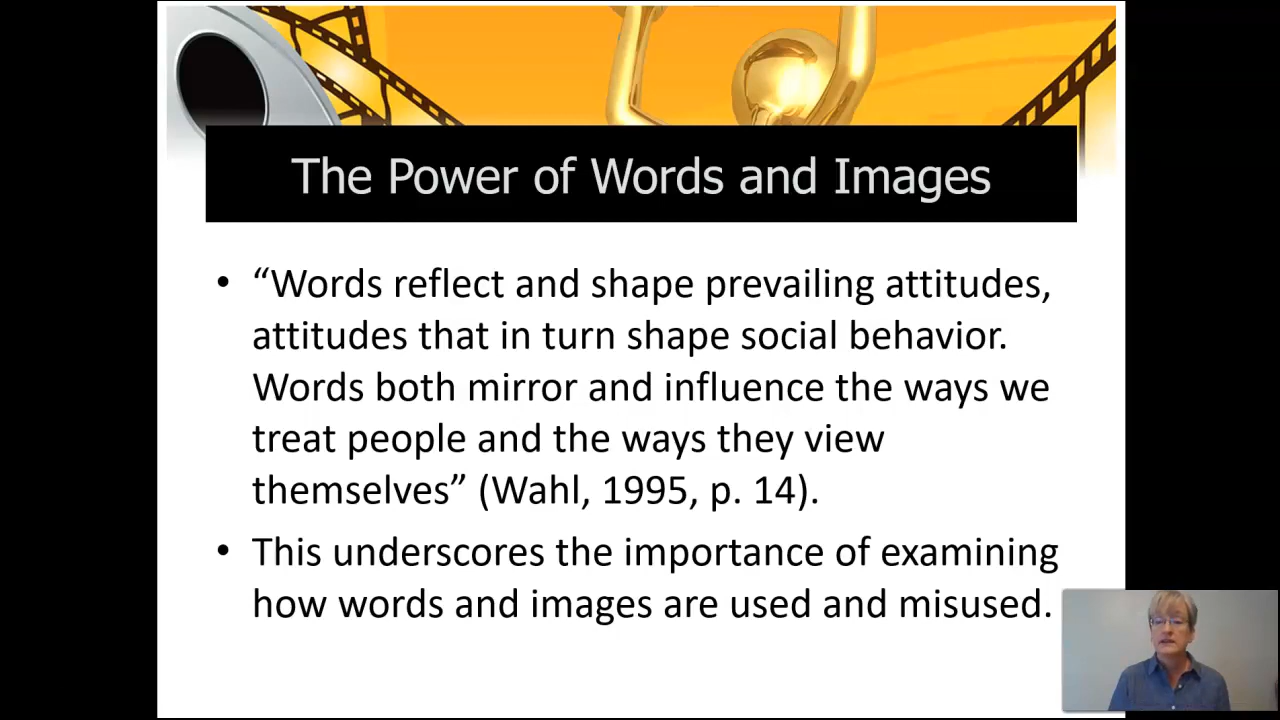 The Power of Words and Images
• “Words reflect and shape prevailing attitudes,
attitudes that in turn shape social behavior.
Words both mirror and influence the ways we
treat people and the ways they view
themselves” (Wahl, 1995, p. 14).
• This underscores the importance of examining
how words and images are used and misused.